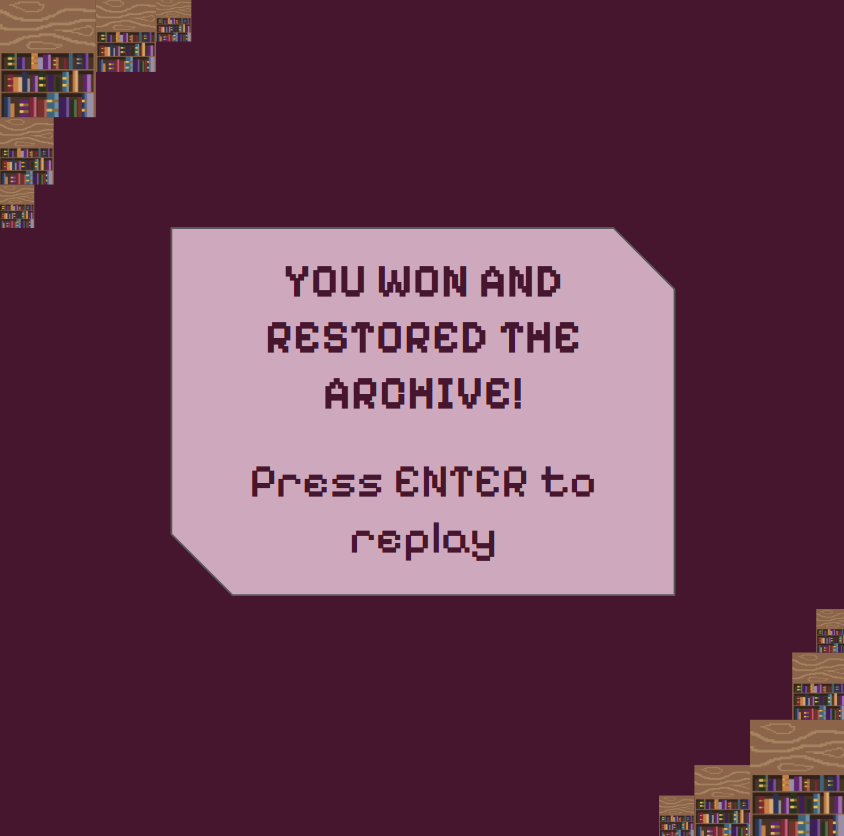 YOU WON AND
RESTORED THE
ARCHIVE!
Press ENTER to
replay